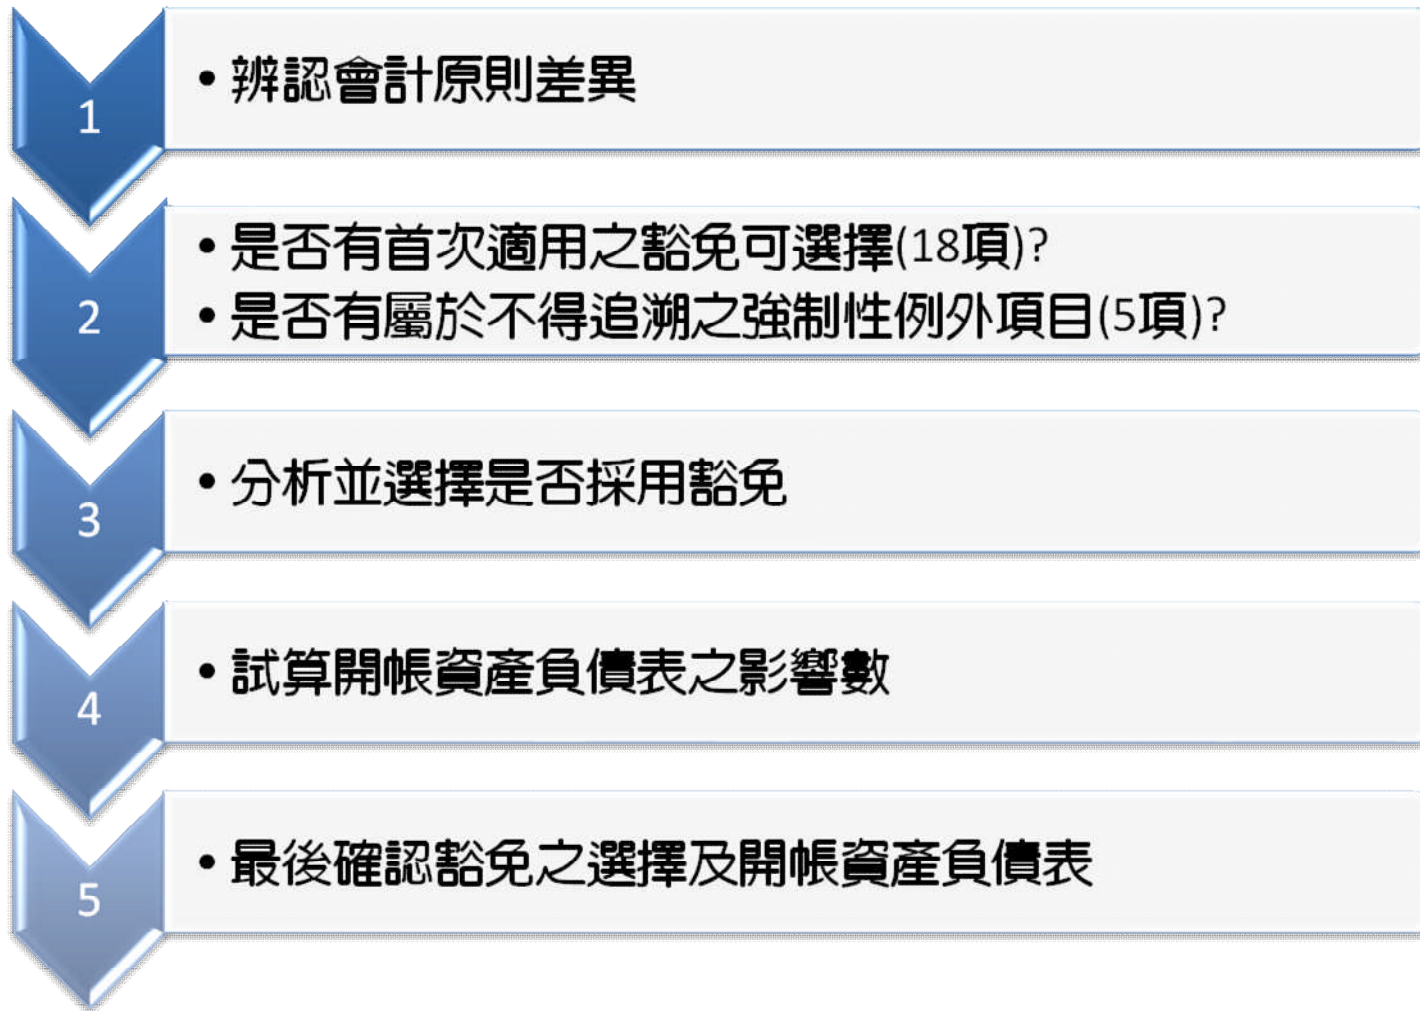 1
• 辨認會計原則差異
2
• 是否有首次適用之豁免可選擇(18項)?
• 是否有屬於不得追溯之強制性例外項目(5項)?
3
• 分析並選擇是否採用豁免
4
• 試算開帳資產負債表之影響數
5
• 最後確認豁免之選擇及開帳資產負債表